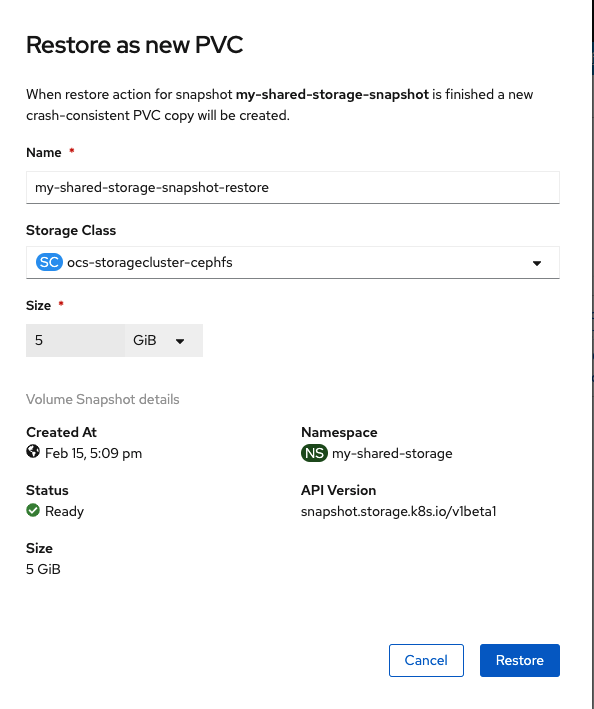 Restore as new PVC
When restore action for snapshot my-shared-storage-snapshot is finished a new
crash-consistent PVC copy will be created.
Name *
my-shared-storage-snapshot-restore
Storage Class
SC ocs-storagecluster-cephfs
Size *
5 GiB
Volume Snapshot details
Created At
Feb 15, 5:09 pm
Namespace
NS my-shared-storage
Status
Ready
API Version
snapshot.storage.k8s.io/v1beta1
Size
5 GiB
Cancel Restore